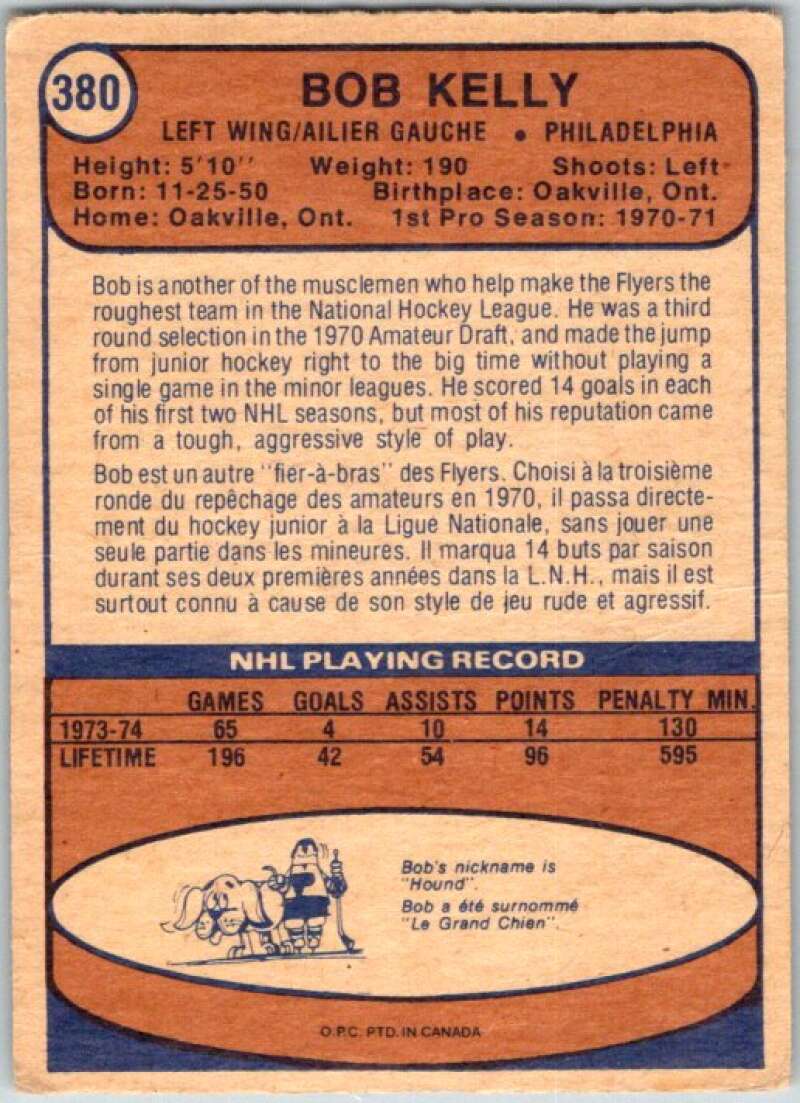 380
BOB KELLY
LEFT WING/AILIER GAUCHE • PHILADELPHIA
Height: 5'10'' Weight: 190 Shoots: Left
Born: 11-25-50 Birthplace: Oakville, Ont.
Home: Oakville, Ont. 1st Pro Season: 1970-71
Bob is another of the musclemen who help make the Flyers the
roughest team in the National Hockey League. He was a third
round selection in the 1970 Amateur Draft, and made the jump
from junior hockey right to the big time without playing a
single game in the minor leagues. He scored 14 goals in each
of his first two NHL seasons, but most of his reputation came
from a tough, aggressive style of play.
Bob est un autre ''fier-à-bras'' des Flyers. Choisi à la troisième
ronde du repêchage des amateurs en 1970, il passa directe-
ment du hockey junior à la Ligue Nationale, sans jouer une
seule partie dans les mineures. Il marqua 14 buts par saison
durant ses deux premières années dans la L.N.H., mais il est
surtout connu à cause de son style de jeu rude et agressif.
NHL PLAYING RECORD
GAMES GOALS ASSISTS POINTS PENALTY MIN.
1973-74 65 4 10 14 130
LIFETIME 196 42 54 96 595
Bob's nickname is
''Hound''.
Bob a été surnommé
''Le Grand Chien''.
O.P.C. PTD. IN CANADA